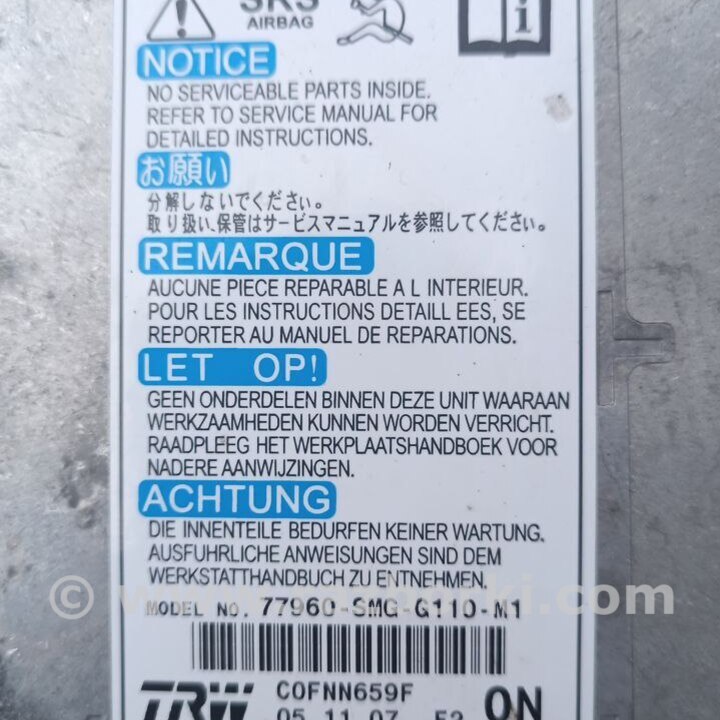 SRS
AIRBAG
i
NOTICE
NO SERVICEABLE PARTS INSIDE.
REFER TO SERVICE MANUAL FOR
DETAILED INSTRUCTIONS.
お願い
分解しないでください。
取り扱い、保管はサービスマニュアルを参照してください。
REMARQUE
AUCUNE PIECE REPARABLE A L INTERIEUR.
POUR LES INSTRUCTIONS DETAILL EES, SE
REPORTER AU MANUEL DE REPARATIONS.
LET OP!
GEEN ONDERDELEN BINNEN DEZE UNIT WAARAAN
WERKZAAMHEDEN KUNNEN WORDEN VERRICHT.
RAADPLEEG HET WERKPLAATSHANDBOEK VOOR
NADERE AANWIJZINGEN.
ACHTUNG
DIE INNENTEILE BEDURFEN KEINER WARTUNG.
AUSFUHRLICHE ANWEISUNGEN SIND DEM
WERKSTATTHANDBUCH ZU ENTNEHMEN.
MODEL NO. 77960-SMG-G110-M1
TRW C0FNN659F
05 11 07 ON